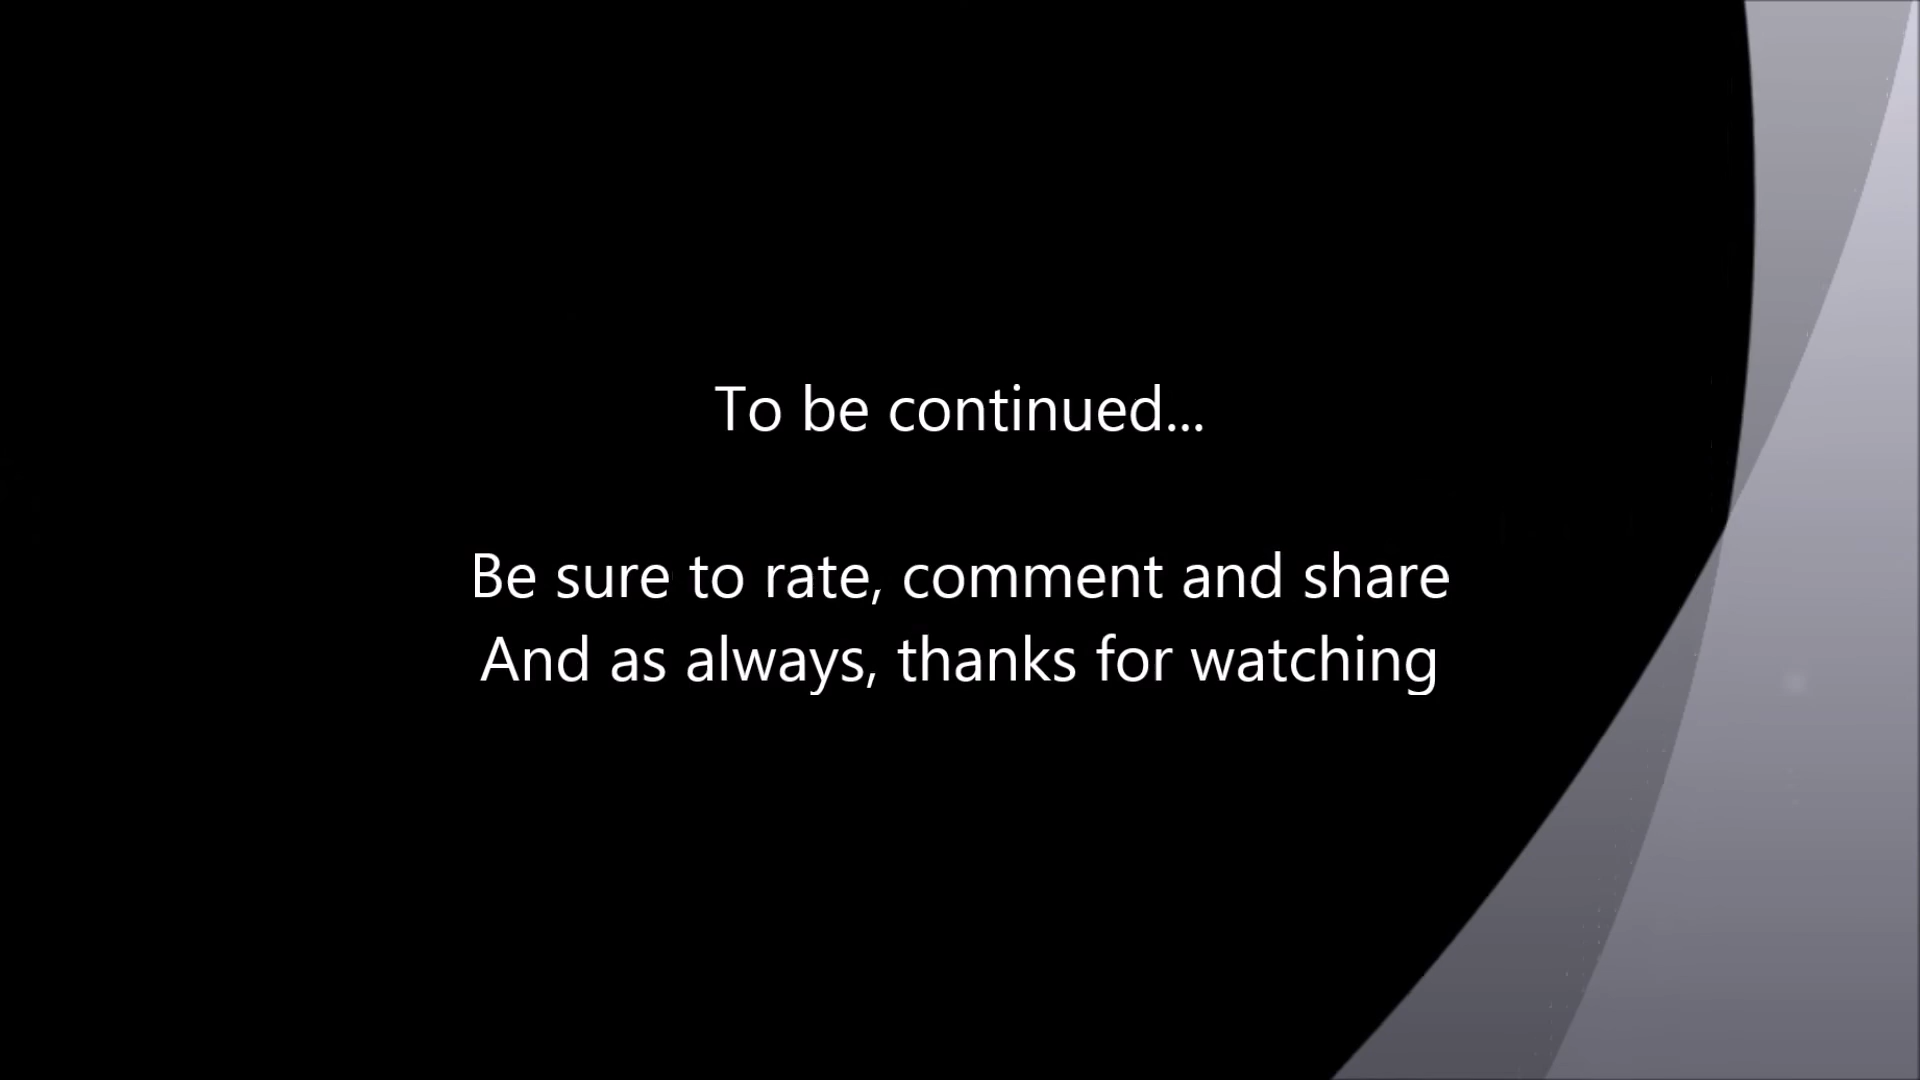 To be continued...
Be sure to rate, comment and share
And as always, thanks for watching